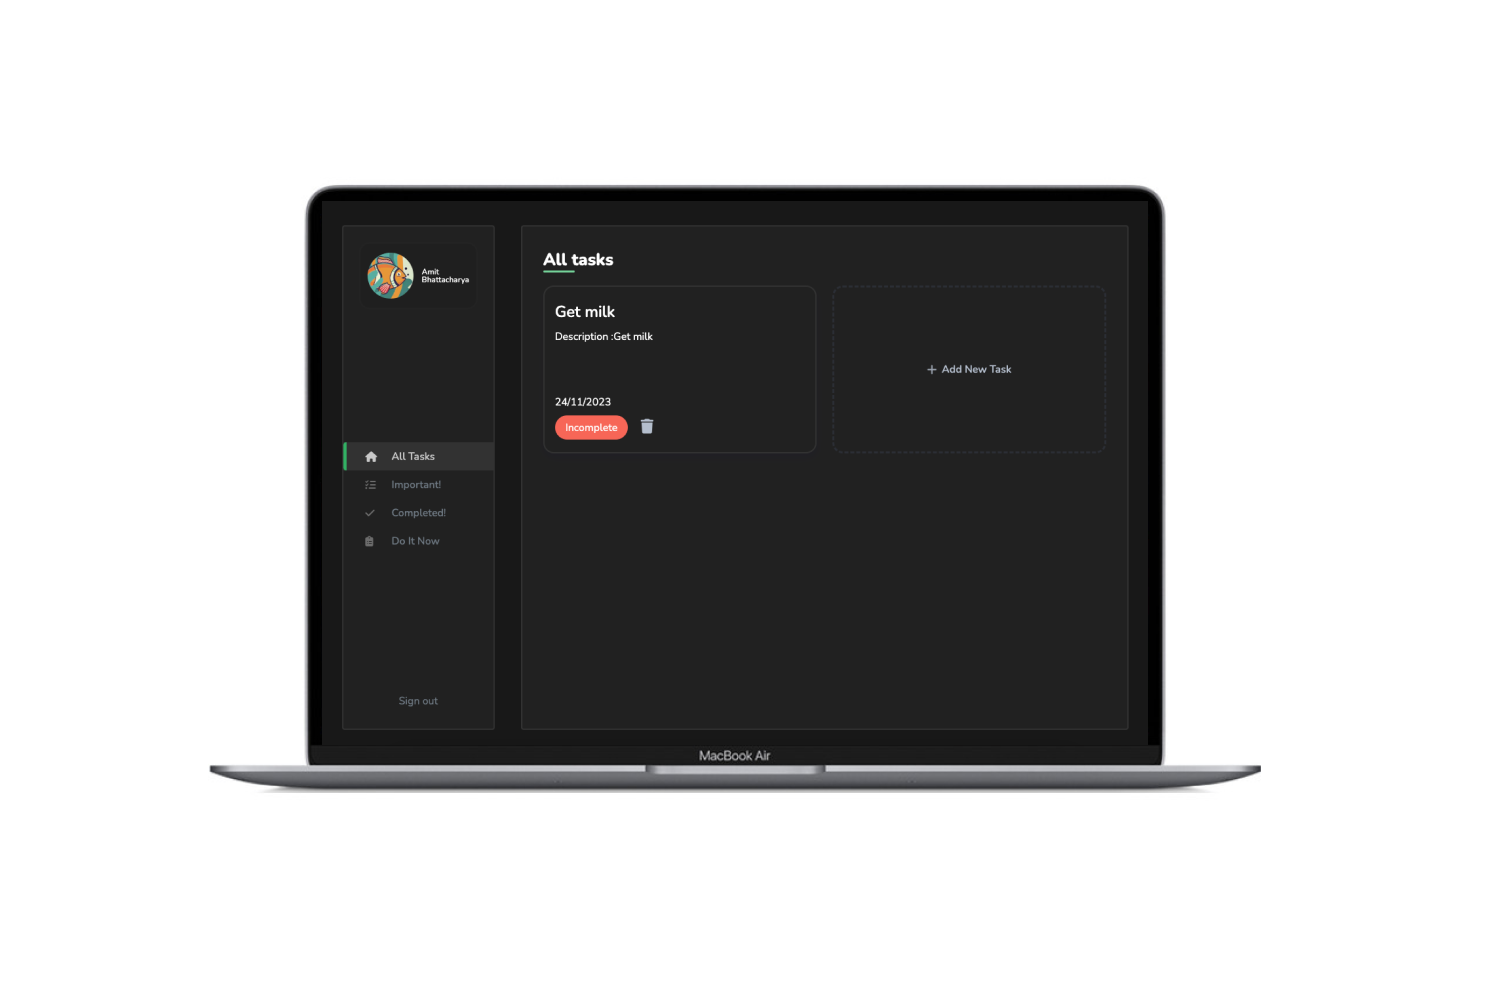 Amit
Bhattacharya
All Tasks
Important!
Completed!
Do It Now
Sign out
All tasks
Get milk
Description :Get milk
24/11/2023
Incomplete
+ Add New Task
MacBook Air